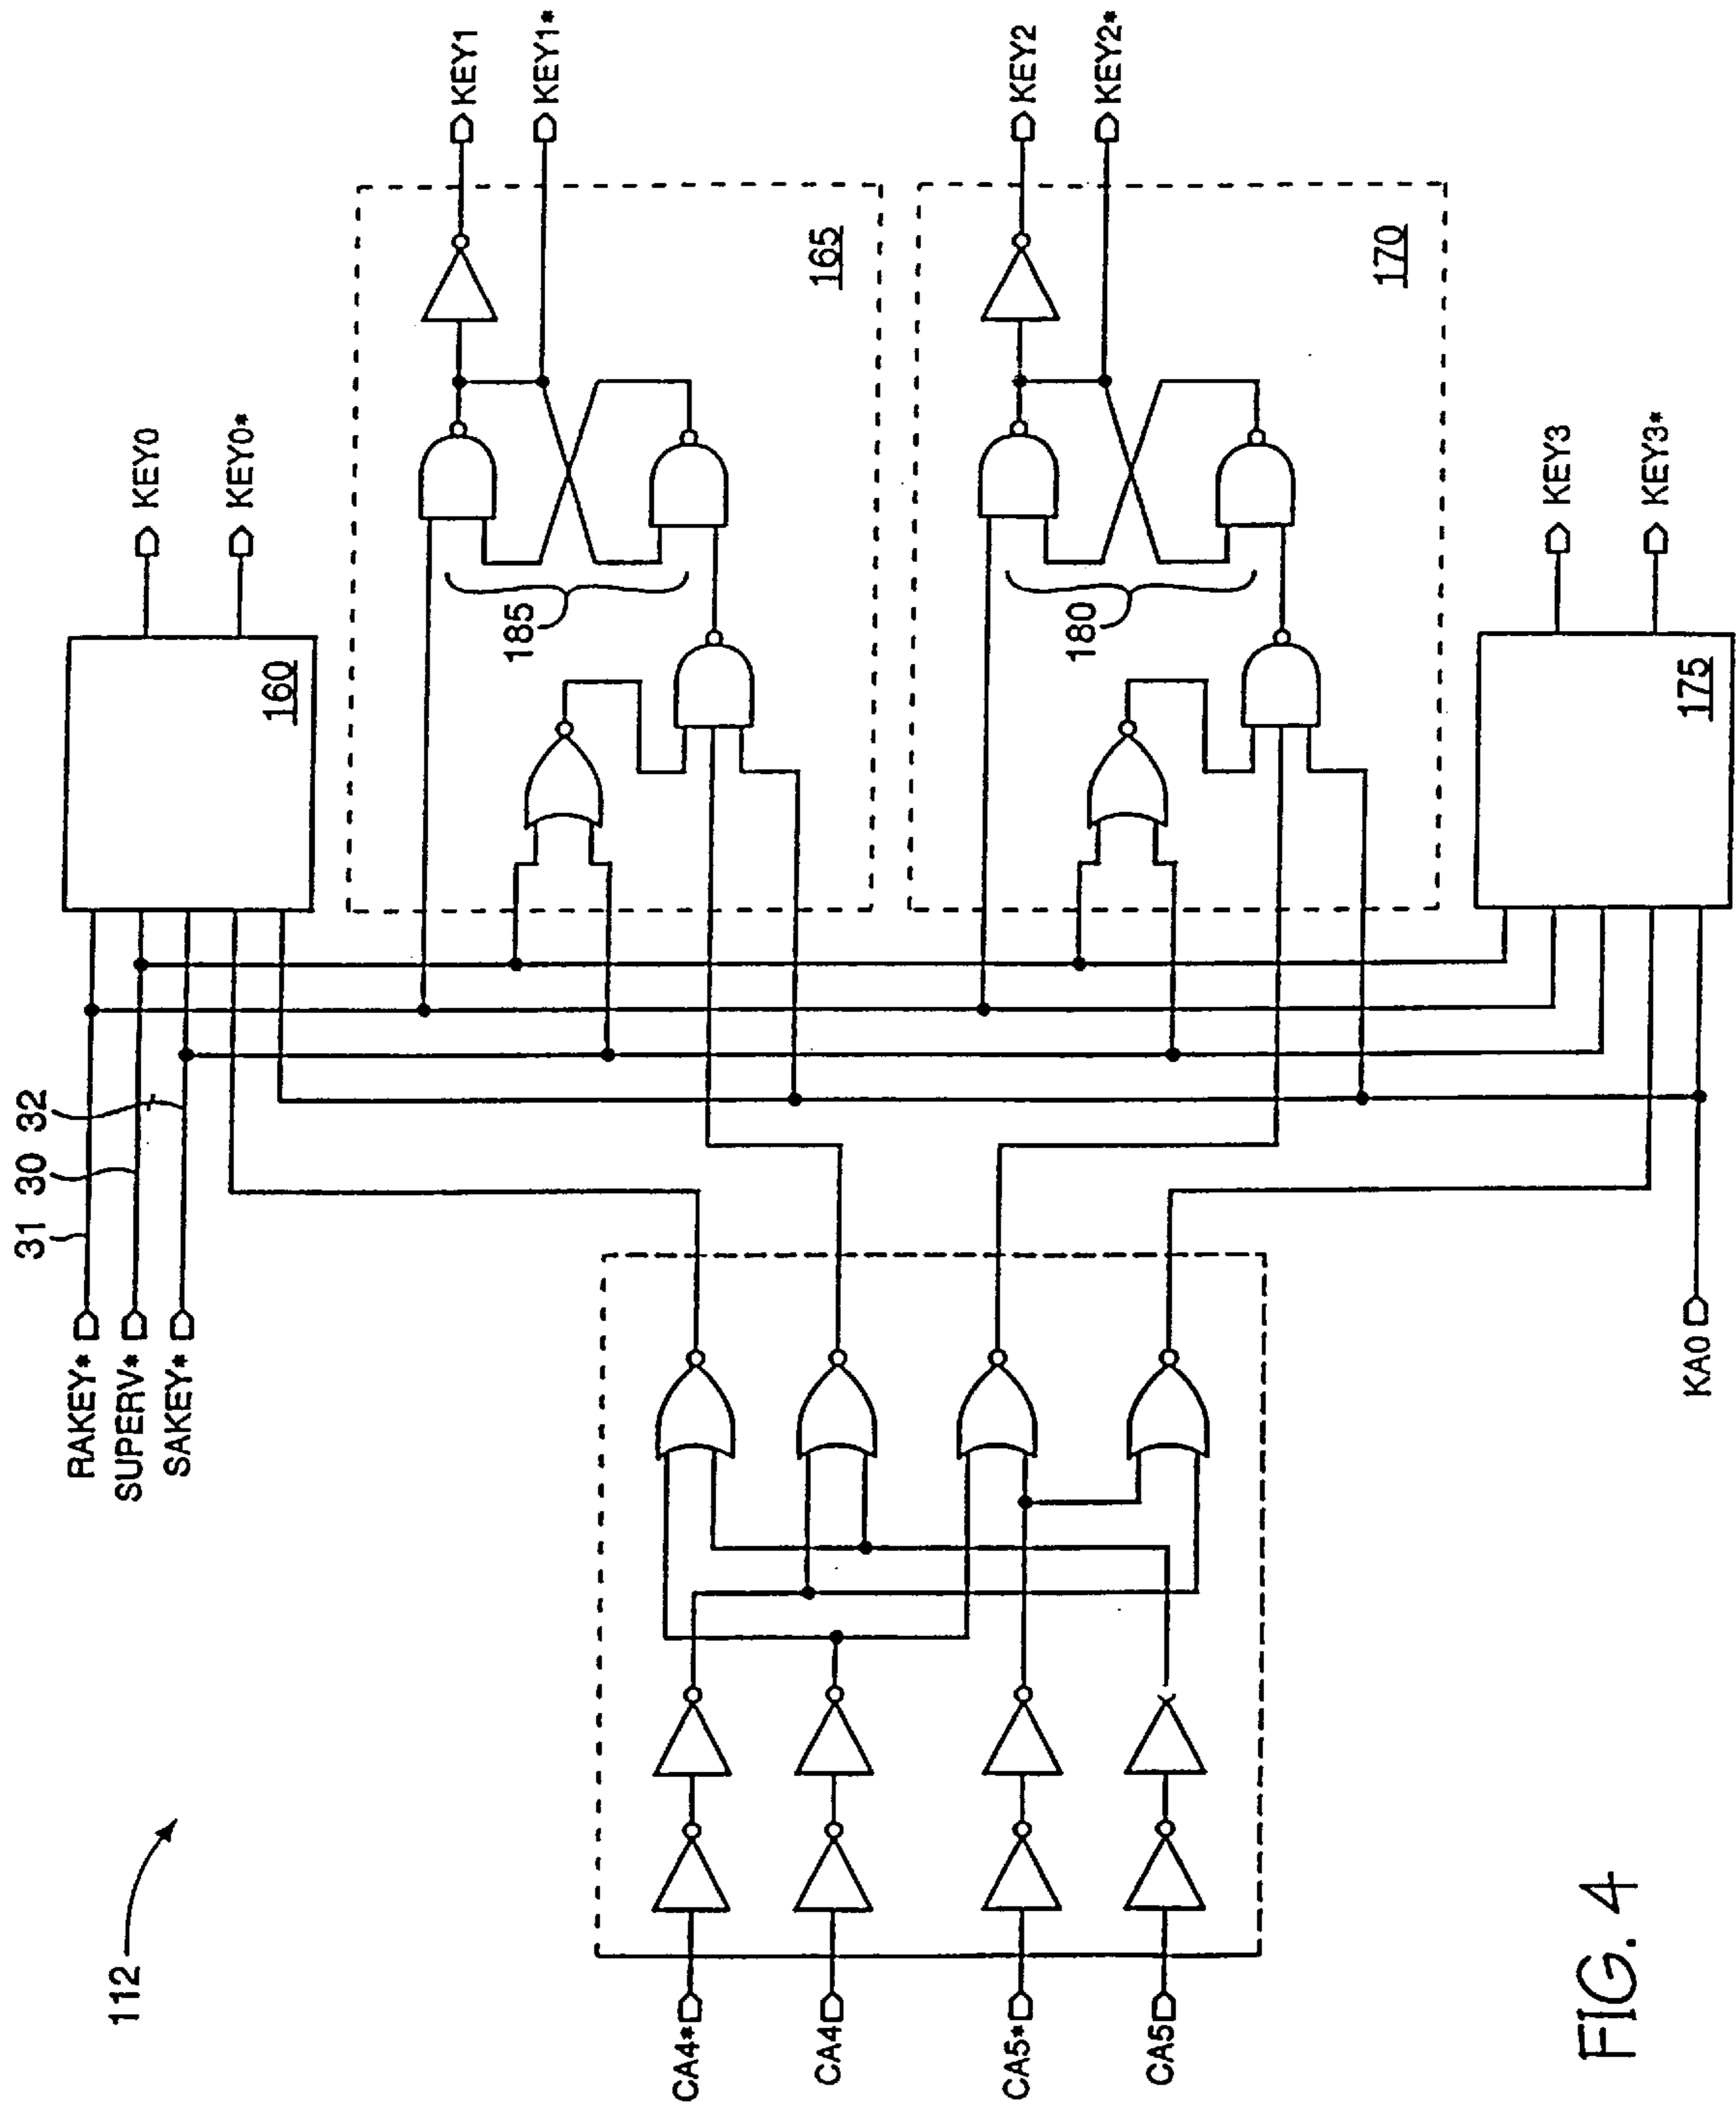 112
31
30
32
RAKEY*
SUPERV*
SAKEY*
160
KEY0
KEY0*
185
165
KEY1
KEY1*
180
170
KEY2
KEY2*
175
KEY3
KEY3*
CA4*
CA4
CA5*
CA5
KA0
FIG. 4